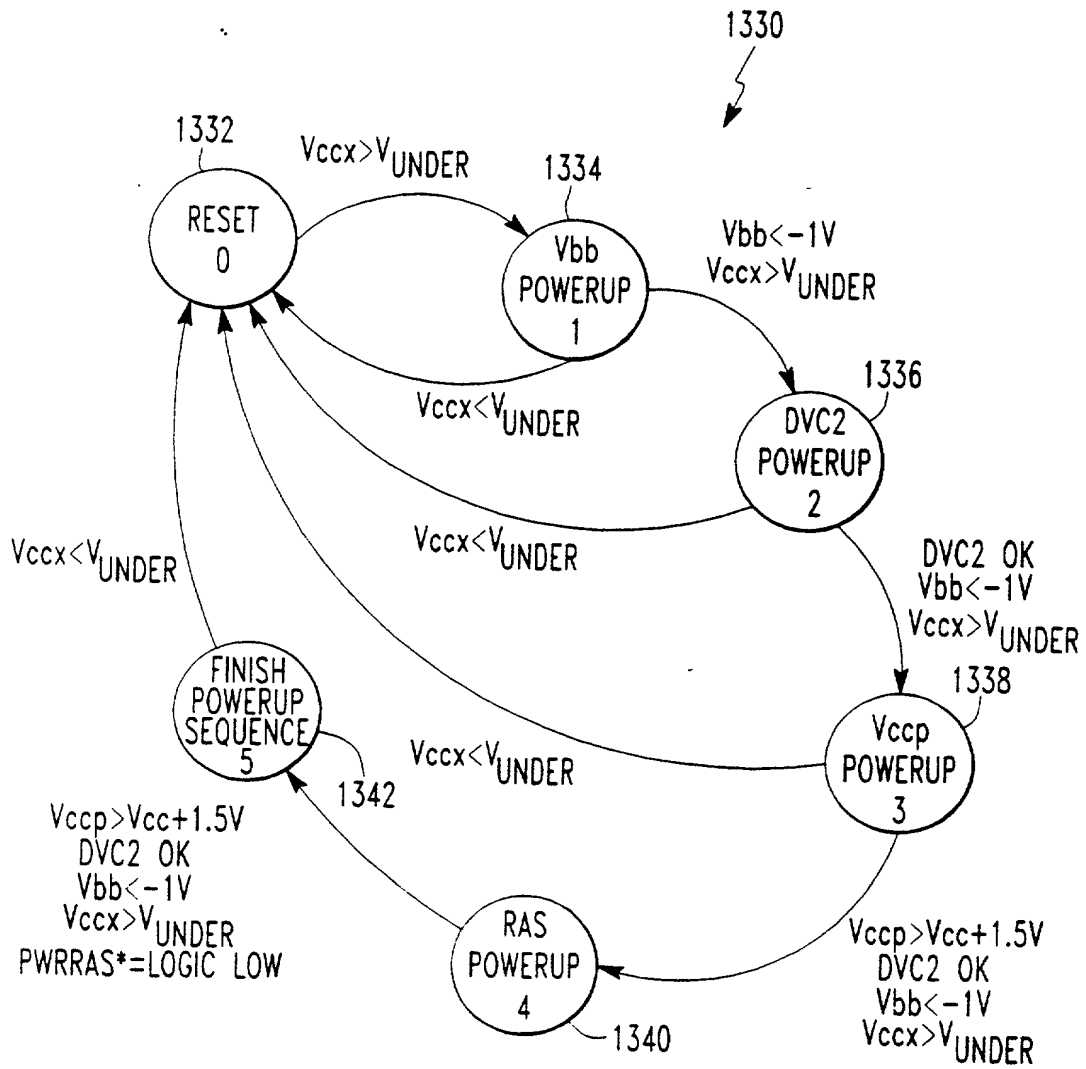 1330
1332
Vccx>VUNDER
1334
RESET
0
Vbb
POWERUP
1
Vbb<-1V
Vccx>VUNDER
Vccx<VUNDER
1336
DVC2
POWERUP
2
Vccx<VUNDER
Vccx<VUNDER
DVC2 OK
Vbb<-1V
Vccx>VUNDER
1338
FINISH
POWERUP
SEQUENCE
5
Vccx<VUNDER
Vccp
POWERUP
3
1342
Vccp>Vcc+1.5V
DVC2 OK
Vbb<-1V
Vccx>VUNDER
PWRRAS*=LOGIC LOW
RAS
POWERUP
4
1340
Vccp>Vcc+1.5V
DVC2 OK
Vbb<-1V
Vccx>VUNDER